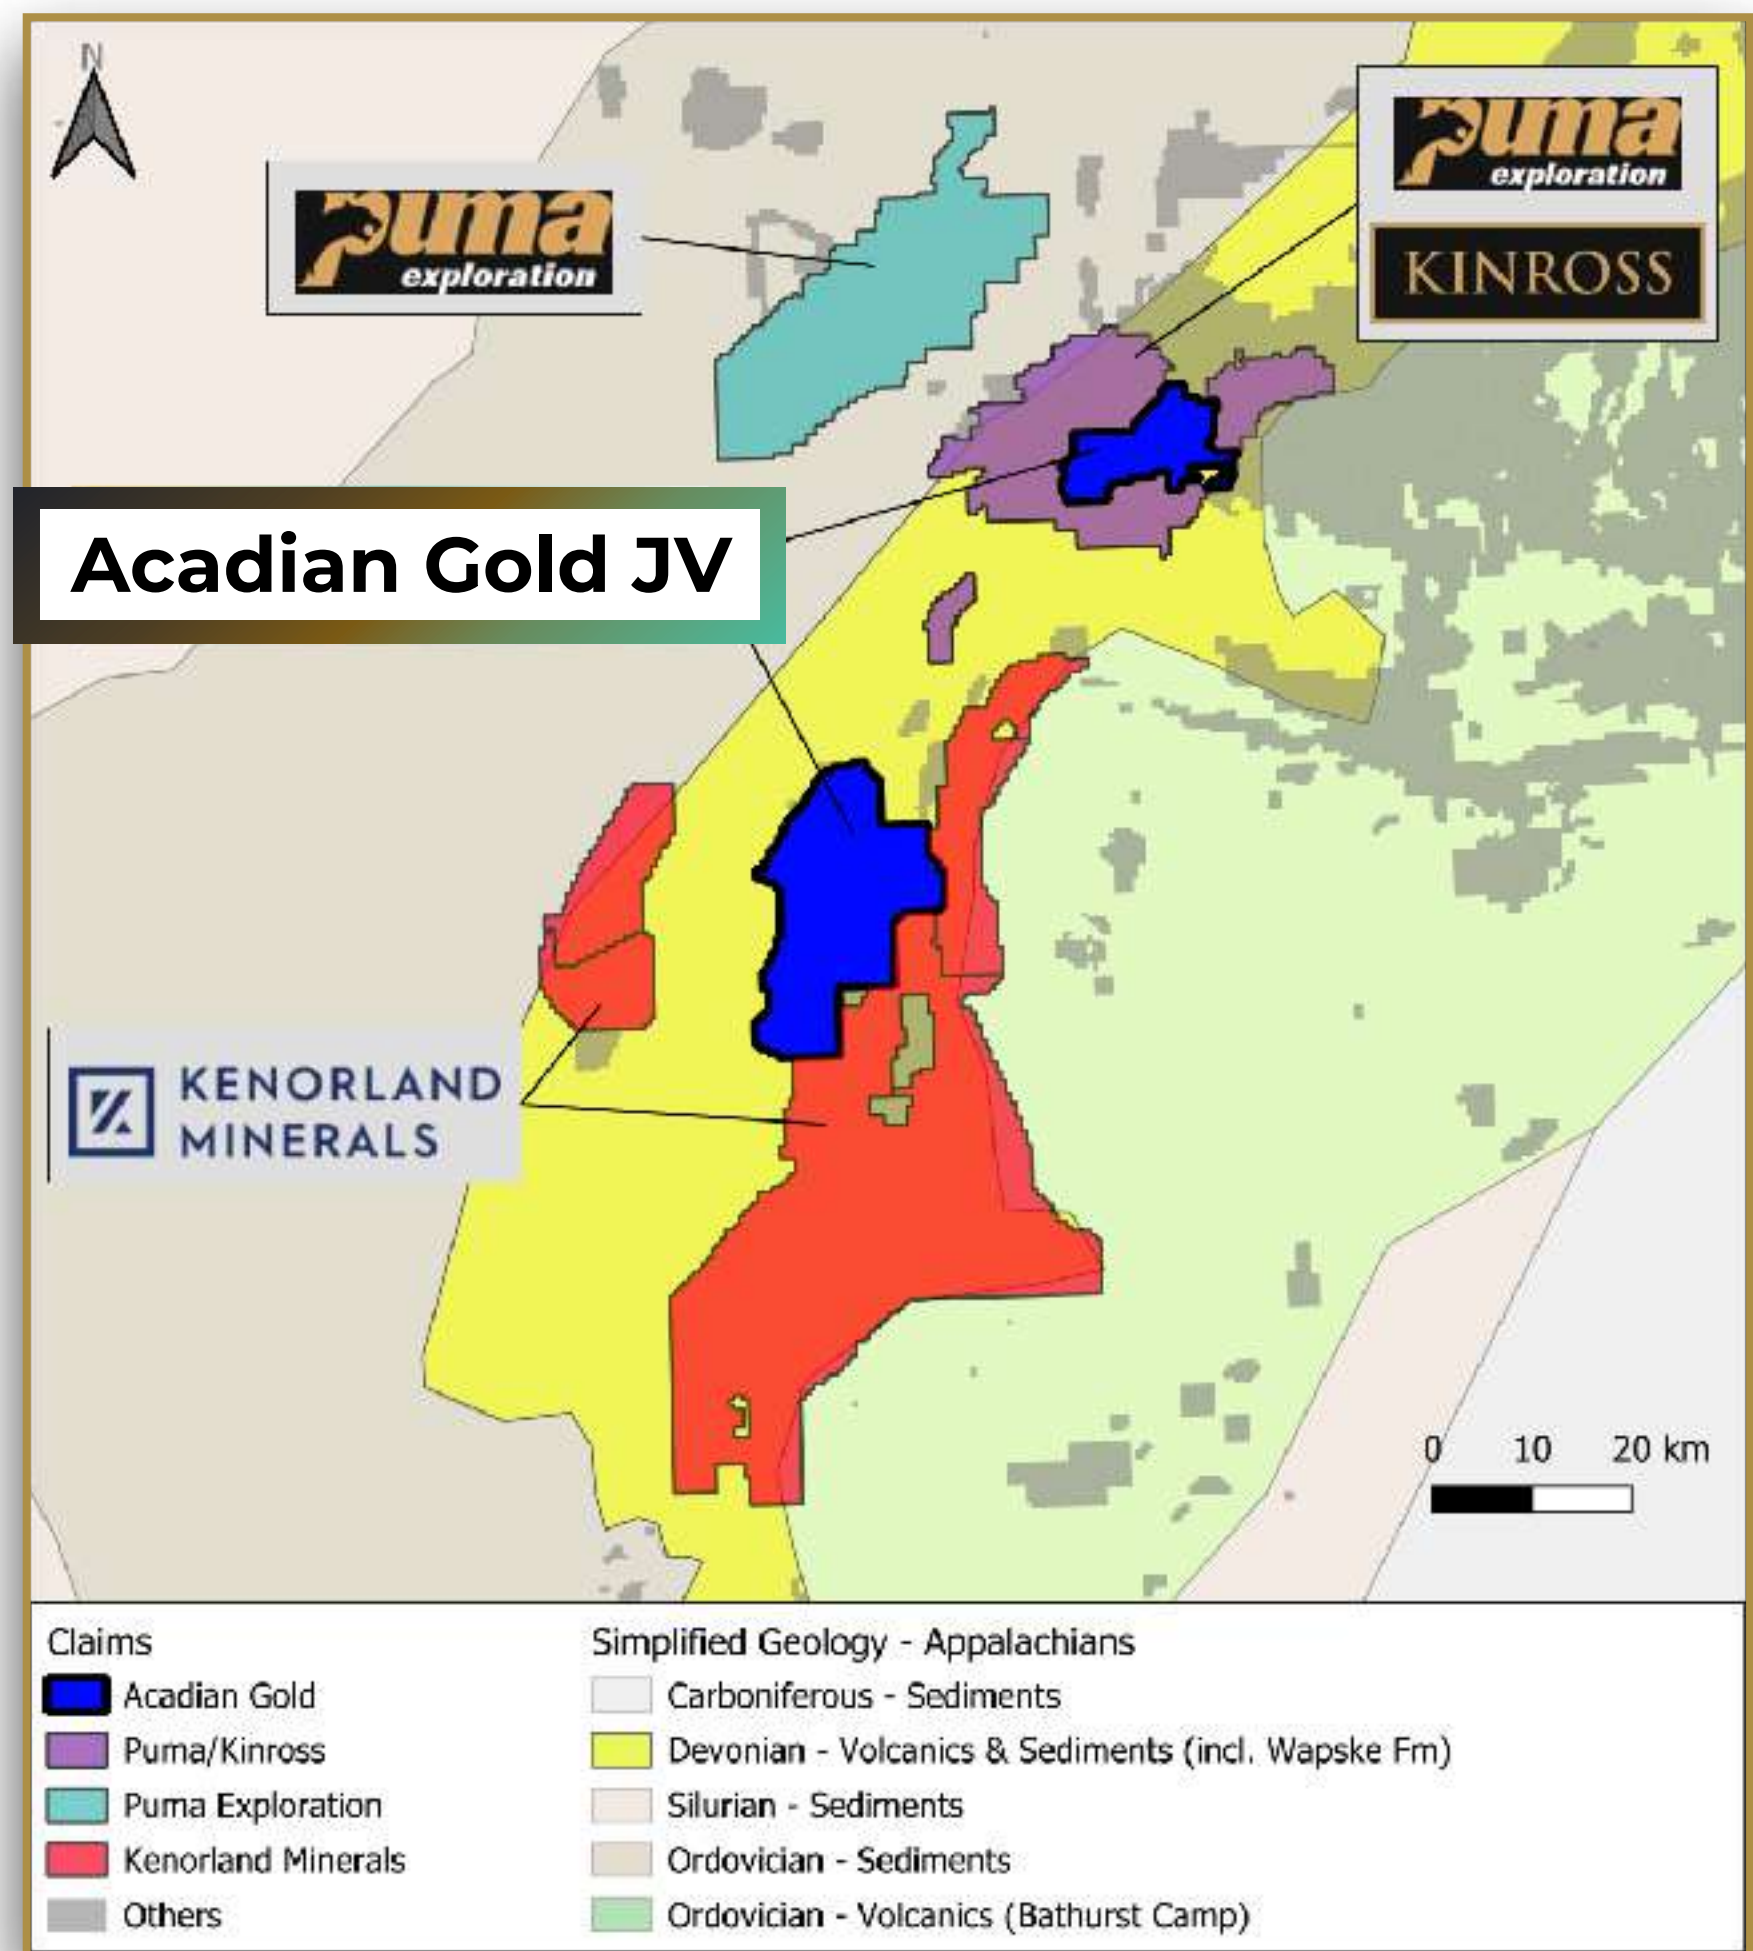 N
puma
exploration
puma
exploration
KINROSS
Acadian Gold JV
KENORLAND
MINERALS
0 10 20 km
Claims
Acadian Gold
Puma/Kinross
Puma Exploration
Kenorland Minerals
Others
Simplified Geology - Appalachians
Carboniferous - Sediments
Devonian - Volcanics & Sediments (incl. Wapske Fm)
Silurian - Sediments
Ordovician - Sediments
Ordovician - Volcanics (Bathurst Camp)